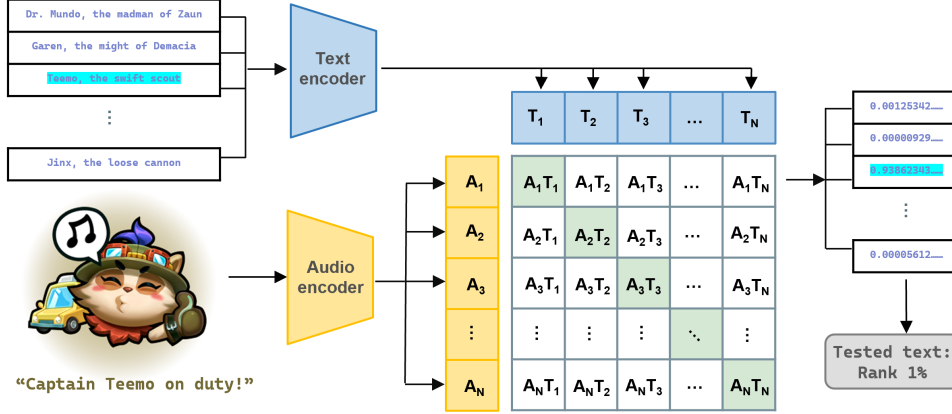 Dr. Mundo, the madman of Zaun
Garen, the might of Demacia
Teemo, the swift scout
⋮
Jinx, the loose cannon
Text
encoder
T1 T2 T3 ... TN
0.00125342……
0.00000929……
0.93862343……
⋮
0.00005612……
Audio
encoder
A1 A1T1 A1T2 A1T3 ... A1TN
A2 A2T1 A2T2 A2T3 ... A2TN
A3 A3T1 A3T2 A3T3 ... A3TN
⋮ ⋮ ⋮ ⋮ ⋱ ⋮
AN ANT1 ANT2 ANT3 ... ANTN
“Captain Teemo on duty!”
Tested text:
Rank 1%